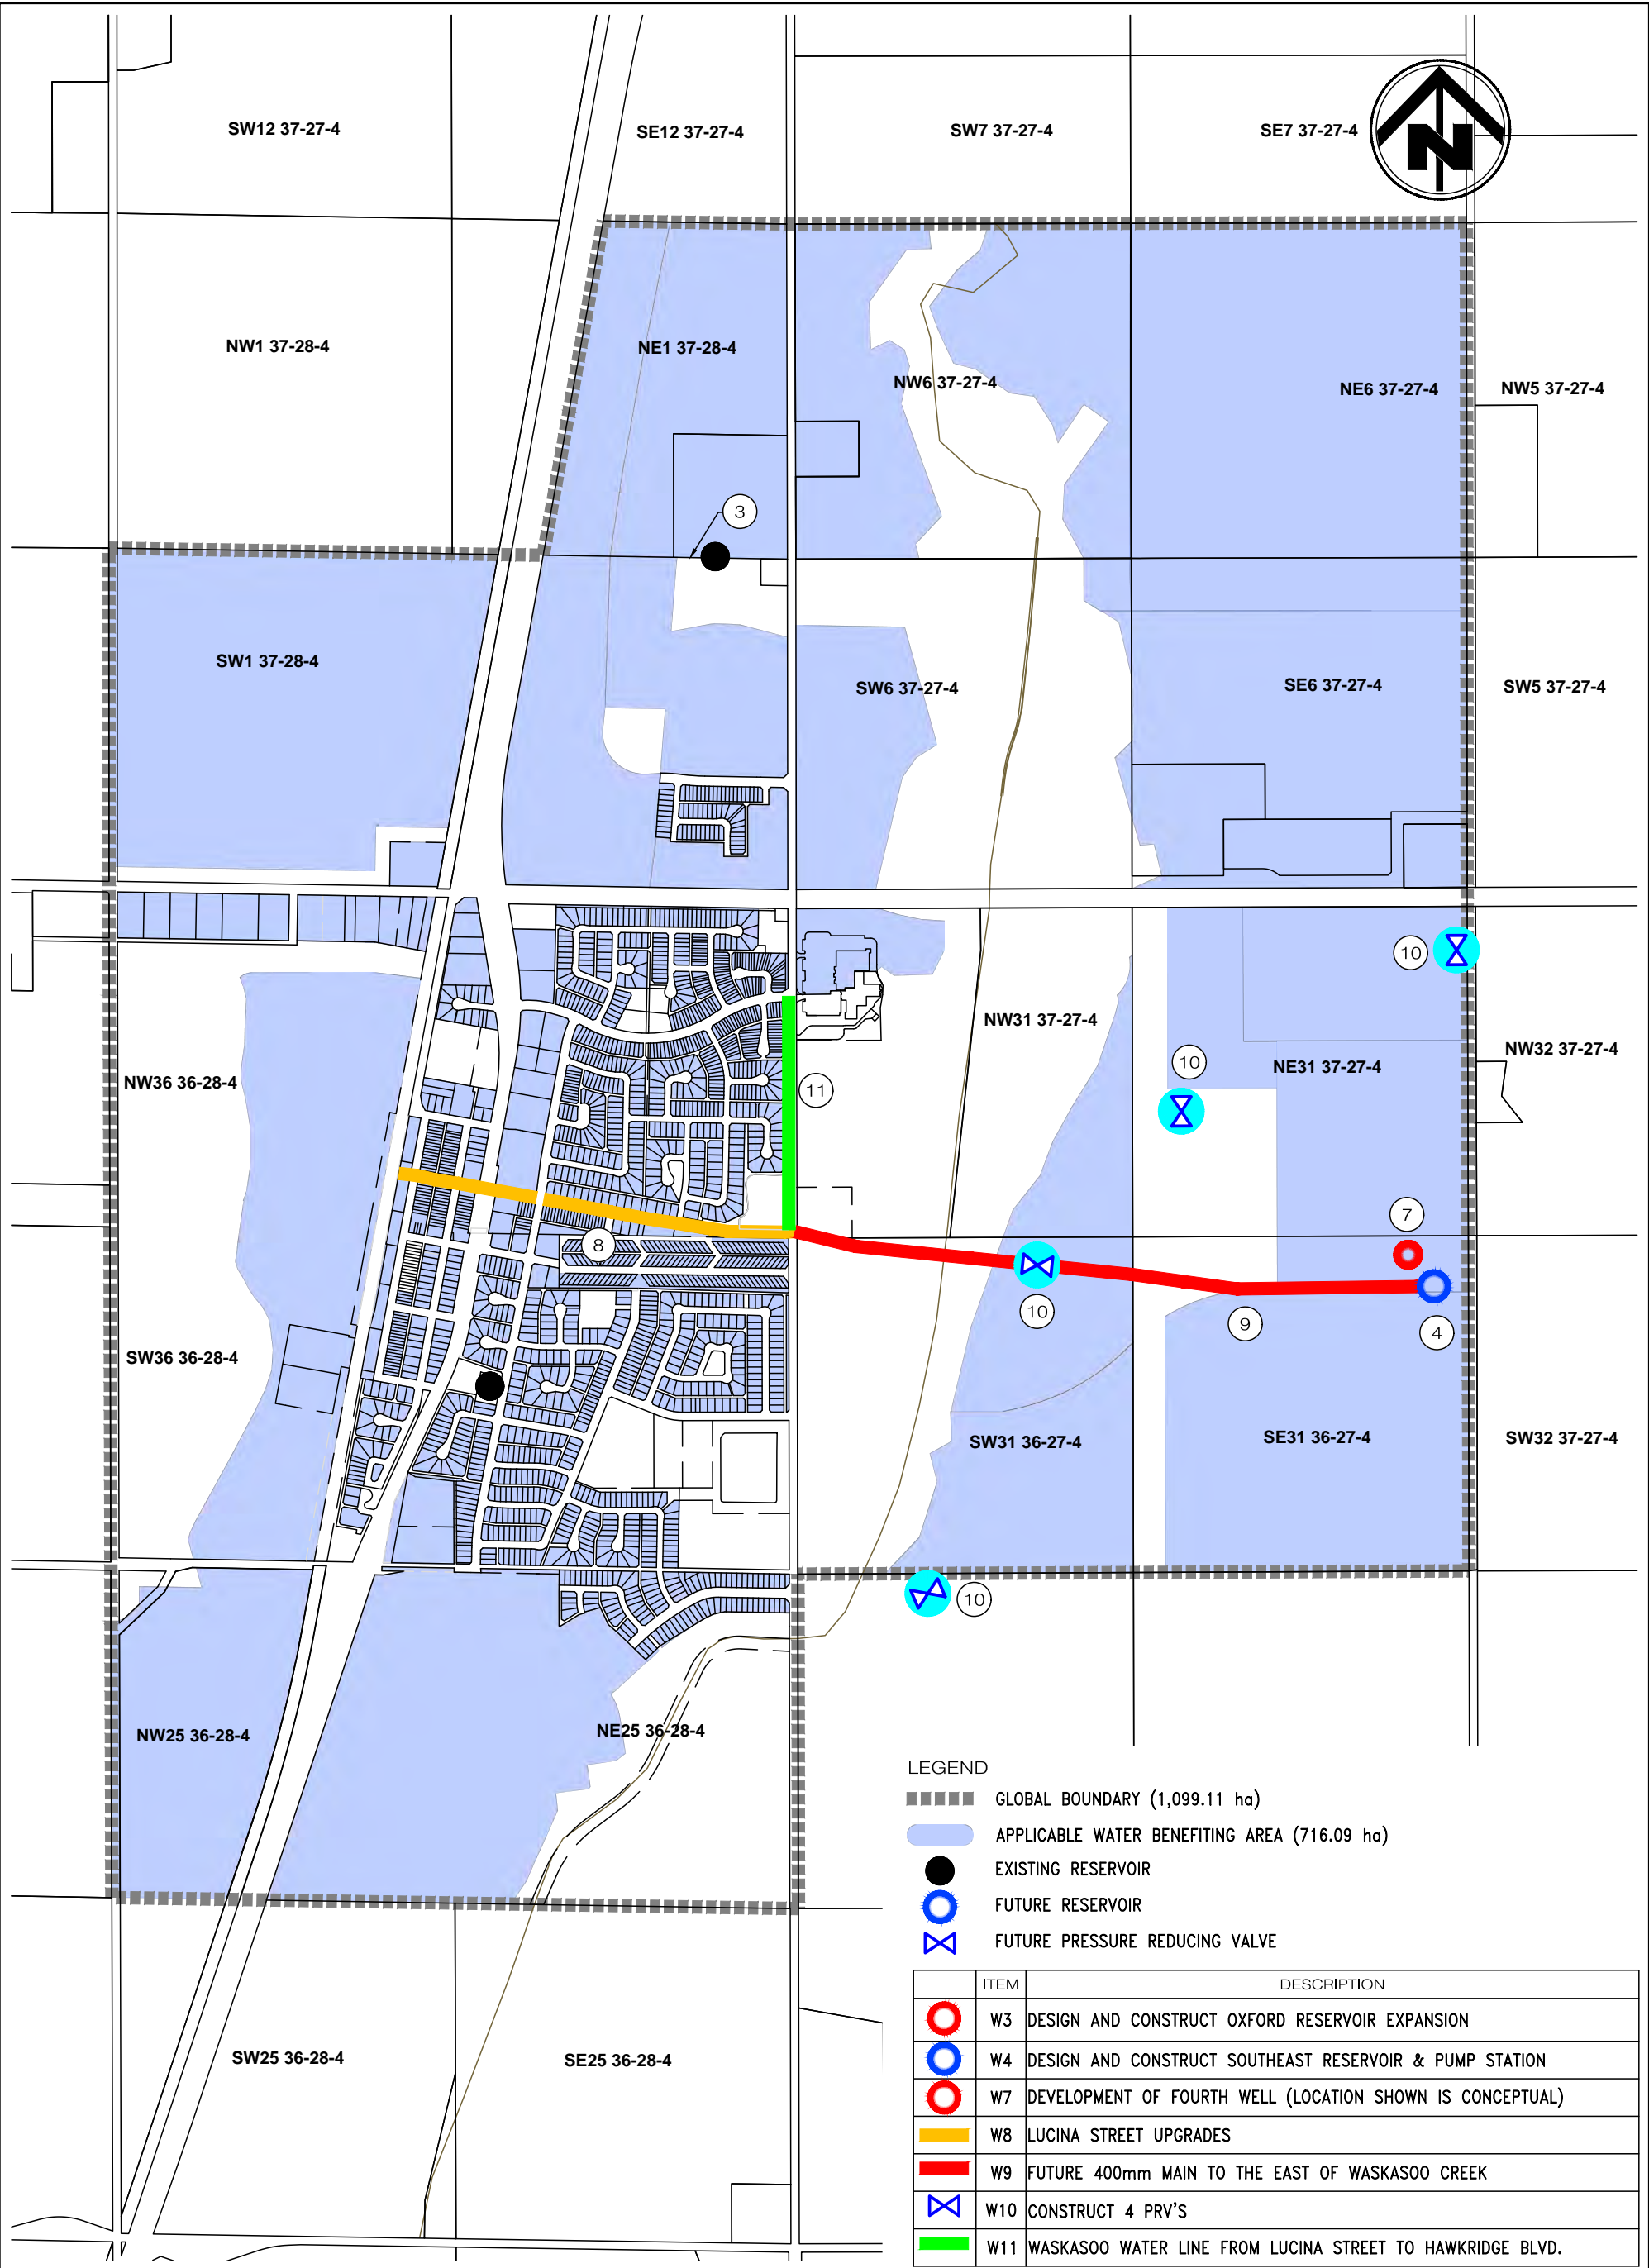 SW12 37-27-4
SE12 37-27-4
SW7 37-27-4
SE7 37-27-4
N
NW1 37-28-4
NE1 37-28-4
NW6 37-27-4
NE6 37-27-4
NW5 37-27-4
3
SW1 37-28-4
SW6 37-27-4
SE6 37-27-4
SW5 37-27-4
10
NW31 37-27-4
NW32 37-27-4
10
NE31 37-27-4
NW36 36-28-4
11
7
8
10
9
4
SW36 36-28-4
SW31 36-27-4
SE31 36-27-4
SW32 37-27-4
10
NW25 36-28-4
NE25 36-28-4
LEGEND
GLOBAL BOUNDARY (1,099.11 ha)
APPLICABLE WATER BENEFITING AREA (716.09 ha)
EXISTING RESERVOIR
FUTURE RESERVOIR
FUTURE PRESSURE REDUCING VALVE
ITEM DESCRIPTION
W3 DESIGN AND CONSTRUCT OXFORD RESERVOIR EXPANSION
W4 DESIGN AND CONSTRUCT SOUTHEAST RESERVOIR & PUMP STATION
W7 DEVELOPMENT OF FOURTH WELL (LOCATION SHOWN IS CONCEPTUAL)
W8 LUCINA STREET UPGRADES
W9 FUTURE 400mm MAIN TO THE EAST OF WASKASOO CREEK
W10 CONSTRUCT 4 PRV'S
W11 WASKASOO WATER LINE FROM LUCINA STREET TO HAWKRIDGE BLVD.
SW25 36-28-4
SE25 36-28-4